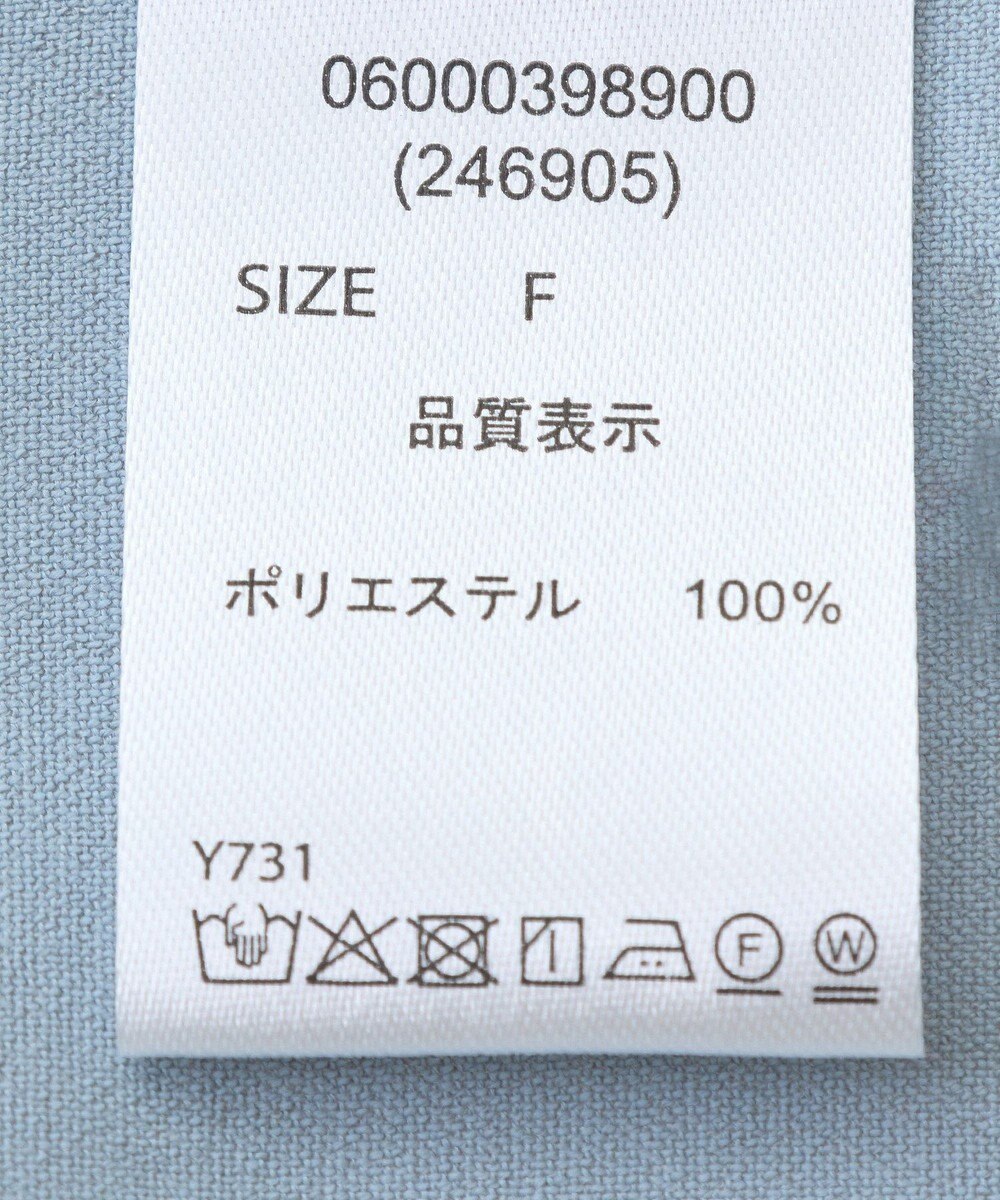 06000398900
(246905)
SIZE F
品質表示
ポリエステル 100%
Y731
F W